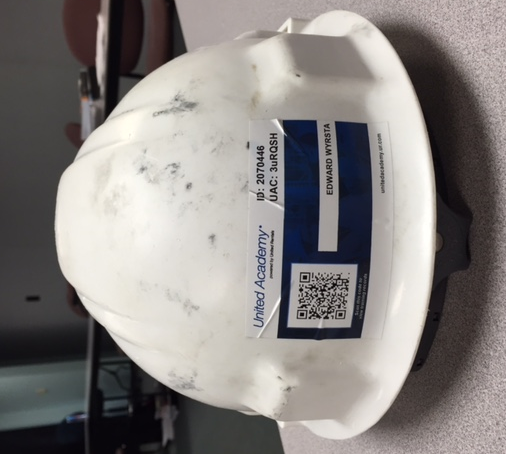 United Academy
powered by United Rentals
ID: 2070446
UAC: 3uRQSH
EDWARD WYRSTA
unitedacademy.ur.com